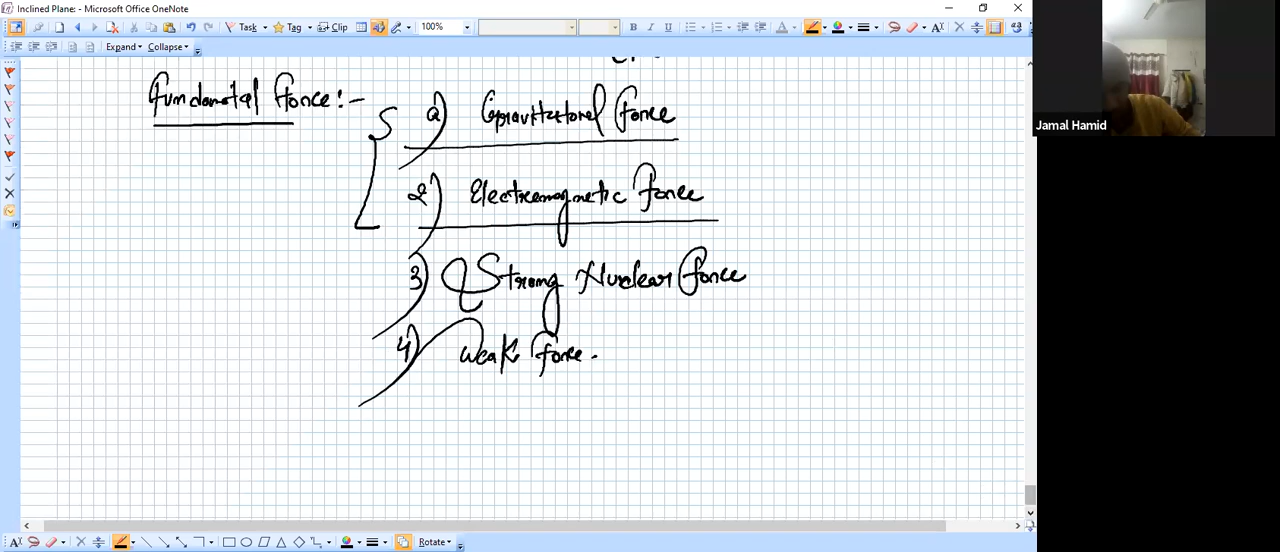 Inclined Plane: - Microsoft Office OneNote
Task Tag Clip 100% B I U
Expand Collapse
Jamal Hamid
fundamental force:-
a) Gravitational force
2) Electromagnetic force
3) Strong Nuclear force
4) weak force.
Rotate